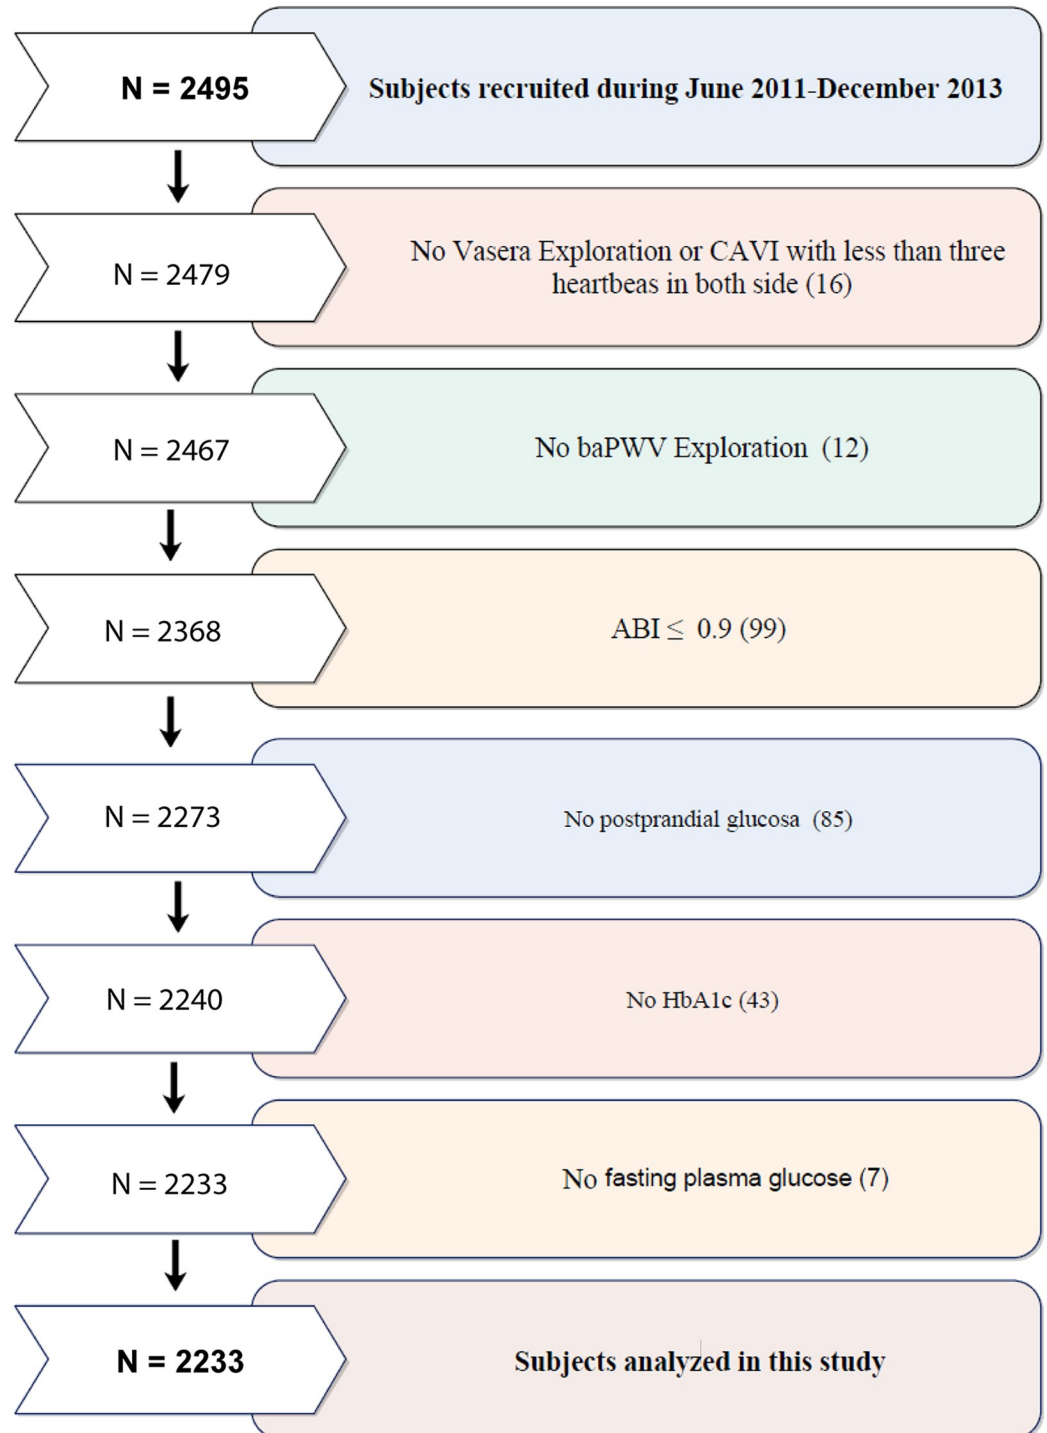 N = 2495
Subjects recruited during June 2011-December 2013
N = 2479
No Vasera Exploration or CAVI with less than three
heartbeas in both side (16)
N = 2467
No baPWV Exploration (12)
N = 2368
ABI ≤ 0.9 (99)
N = 2273
No postprandial glucosa (85)
N = 2240
No HbA1c (43)
N = 2233
No fasting plasma glucose (7)
N = 2233
Subjects analyzed in this study